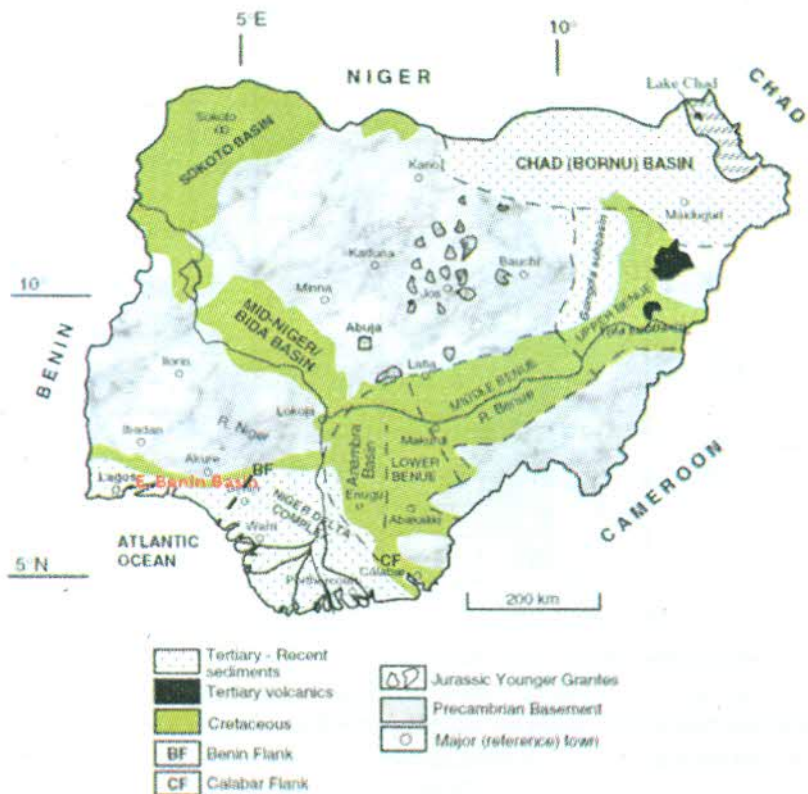 5°E
10°
NIGER
CHAD
Lake Chad
Sokoto
SOKOTO BASIN
Kano
CHAD (BORNU) BASIN
Maiduguri
Gongola subbasin
Kaduna
Bauchi
10°
Minna
Jos
UPPER BENUE
MID-NIGER/
BIDA BASIN
Abuja
BENIN
Ilorin
Lafia
MIDDLE BENUE
R. Benue
Lokoja
R. Niger
Ibadan
Makurdi
Anambra
Basin
LOWER
BENUE
Akure
BF
Lagos
E. Benin Basin
Benin
Enugu
Abakaliki
NIGER DELTA
Warri
CAMEROON
ATLANTIC
OCEAN
CF
Calabar
5°N
200 km
Tertiary - Recent
sediments
Tertiary volcanics
Cretaceous
BF Benin Flank
CF Calabar Flank
Jurassic Younger Granites
Precambrian Basement
Major (reference) town